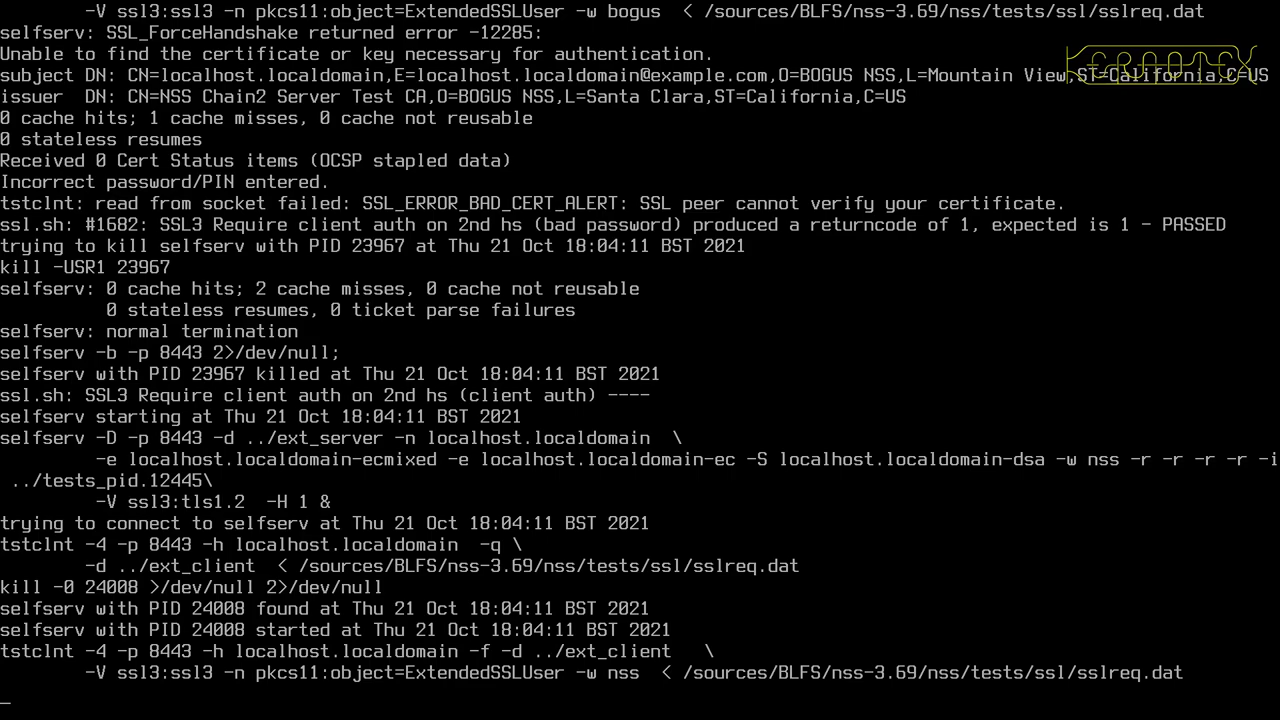 -V ssl3:ssl3 -n pkcs11:object=ExtendedSSLUser -w bogus  < /sources/BLFS/nss-3.69/nss/tests/ssl/sslreq.dat
selfserv: SSL_ForceHandshake returned error -12285:
Unable to find the certificate or key necessary for authentication.
subject DN: CN=localhost.localdomain,E=localhost.localdomain@example.com,O=BOGUS NSS,L=Mountain View,ST=California,C=US
issuer  DN: CN=NSS Chain2 Server Test CA,O=BOGUS NSS,L=Santa Clara,ST=California,C=US
0 cache hits; 1 cache misses, 0 cache not reusable
0 stateless resumes
Received 0 Cert Status items (OCSP stapled data)
Incorrect password/PIN entered.
tstclnt: read from socket failed: SSL_ERROR_BAD_CERT_ALERT: SSL peer cannot verify your certificate.
ssl.sh: #1682: SSL3 Require client auth on 2nd hs (bad password) produced a returncode of 1, expected is 1 - PASSED
trying to kill selfserv with PID 23967 at Thu 21 Oct 18:04:11 BST 2021
kill -USR1 23967
selfserv: 0 cache hits; 2 cache misses, 0 cache not reusable
          0 stateless resumes, 0 ticket parse failures
selfserv: normal termination
selfserv -b -p 8443 2>/dev/null;
selfserv with PID 23967 killed at Thu 21 Oct 18:04:11 BST 2021
ssl.sh: SSL3 Require client auth on 2nd hs (client auth) ----
selfserv starting at Thu 21 Oct 18:04:11 BST 2021
selfserv -D -p 8443 -d ../ext_server -n localhost.localdomain  \
        -e localhost.localdomain-ecmixed -e localhost.localdomain-ec -S localhost.localdomain-dsa -w nss -r -r -r -r -i
 ../tests_pid.12445\
        -V ssl3:tls1.2  -H 1 &
trying to connect to selfserv at Thu 21 Oct 18:04:11 BST 2021
tstclnt -4 -p 8443 -h localhost.localdomain  -q \
        -d ../ext_client  < /sources/BLFS/nss-3.69/nss/tests/ssl/sslreq.dat
kill -0 24008 >/dev/null 2>/dev/null
selfserv with PID 24008 found at Thu 21 Oct 18:04:11 BST 2021
selfserv with PID 24008 started at Thu 21 Oct 18:04:11 BST 2021
tstclnt -4 -p 8443 -h localhost.localdomain -f -d ../ext_client   \
        -V ssl3:ssl3 -n pkcs11:object=ExtendedSSLUser -w nss  < /sources/BLFS/nss-3.69/nss/tests/ssl/sslreq.dat
_